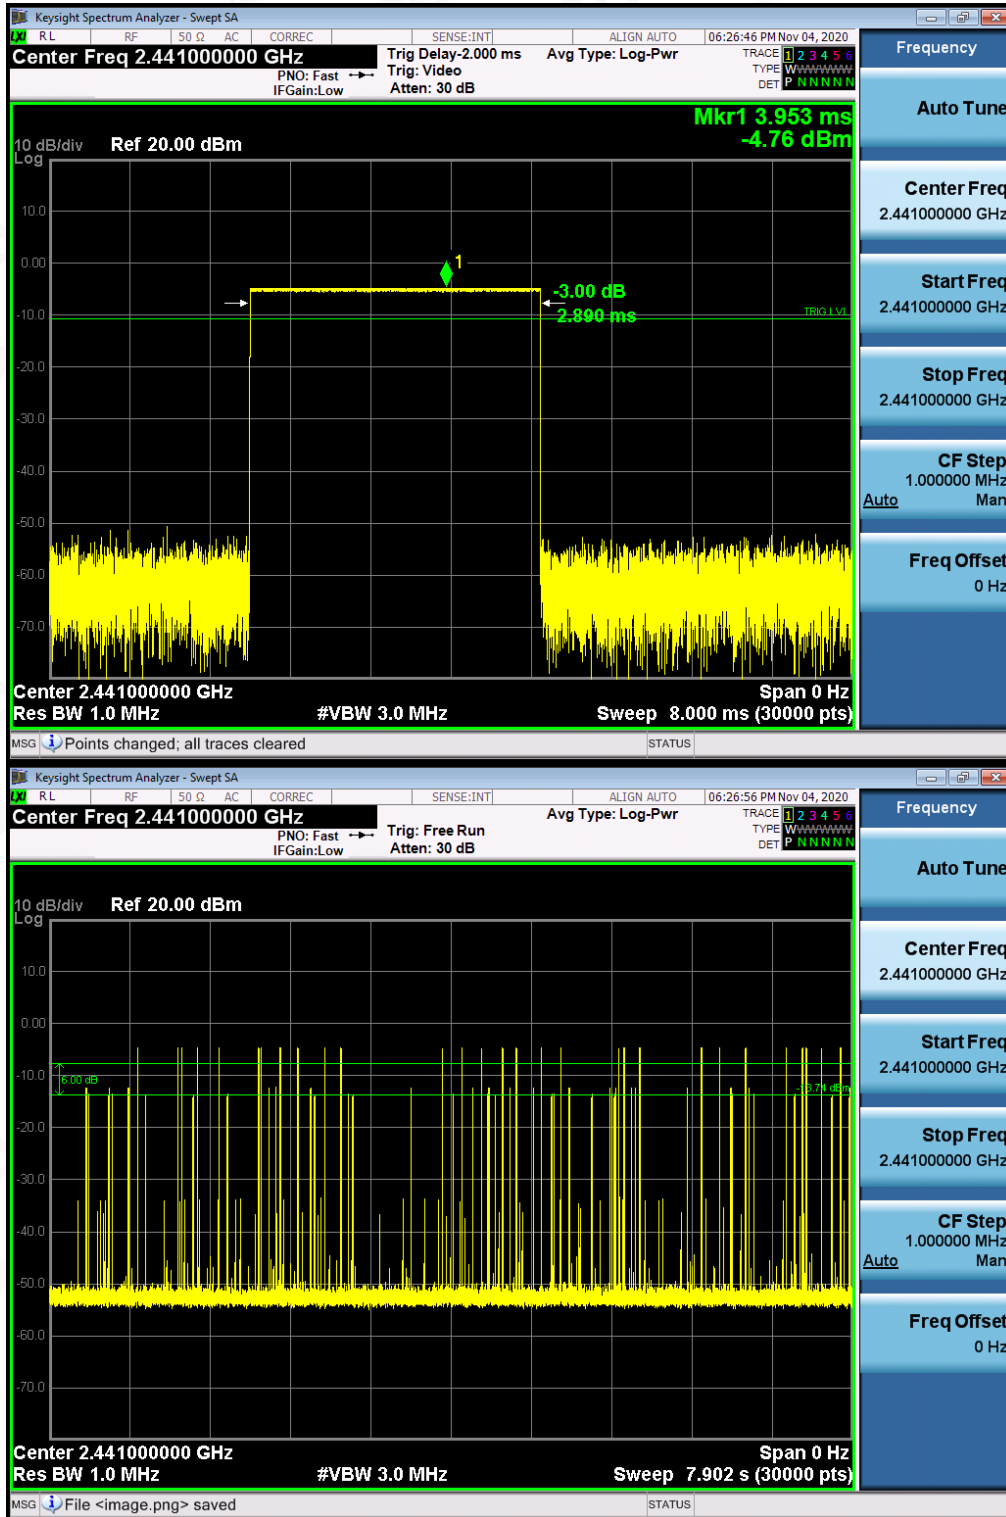 Keysight Spectrum Analyzer - Swept SA
LXI RL RF 50 Ω AC CORREC SENSE:INT ALIGN AUTO 06:26:46 PM Nov 04, 2020
Center Freq 2.441000000 GHz
PNO: Fast
IFGain:Low
Trig Delay-2.000 ms
Trig: Video
Atten: 30 dB
Avg Type: Log-Pwr
TRACE 1 2 3 4 5 6
TYPE W W W W W W
DET P N N N N N
Mkr1 3.953 ms
-4.76 dBm
10 dB/div
Log
Ref 20.00 dBm
10.0
0.00
-10.0
-20.0
-30.0
-40.0
-50.0
-60.0
-70.0
1
-3.00 dB
2.890 ms
TRIG LVL
Center 2.441000000 GHz
Span 0 Hz
Res BW 1.0 MHz
#VBW 3.0 MHz
Sweep 8.000 ms (30000 pts)
MSG Points changed; all traces cleared
STATUS
Frequency
Auto Tune
Center Freq
2.441000000 GHz
Start Freq
2.441000000 GHz
Stop Freq
2.441000000 GHz
CF Step
1.000000 MHz
Auto Man
Freq Offset
0 Hz
Keysight Spectrum Analyzer - Swept SA
LXI RL RF 50 Ω AC CORREC SENSE:INT ALIGN AUTO 06:26:56 PM Nov 04, 2020
Center Freq 2.441000000 GHz
PNO: Fast
IFGain:Low
Trig: Free Run
Atten: 30 dB
Avg Type: Log-Pwr
TRACE 1 2 3 4 5 6
TYPE W W W W W W
DET P N N N N N
10 dB/div
Log
Ref 20.00 dBm
10.0
0.00
-10.0
-20.0
-30.0
-40.0
-50.0
-60.0
-70.0
6.00 dB
-13.74 dBm
Center 2.441000000 GHz
Span 0 Hz
Res BW 1.0 MHz
#VBW 3.0 MHz
Sweep 7.902 s (30000 pts)
MSG File <image.png> saved
STATUS
Frequency
Auto Tune
Center Freq
2.441000000 GHz
Start Freq
2.441000000 GHz
Stop Freq
2.441000000 GHz
CF Step
1.000000 MHz
Auto Man
Freq Offset
0 Hz